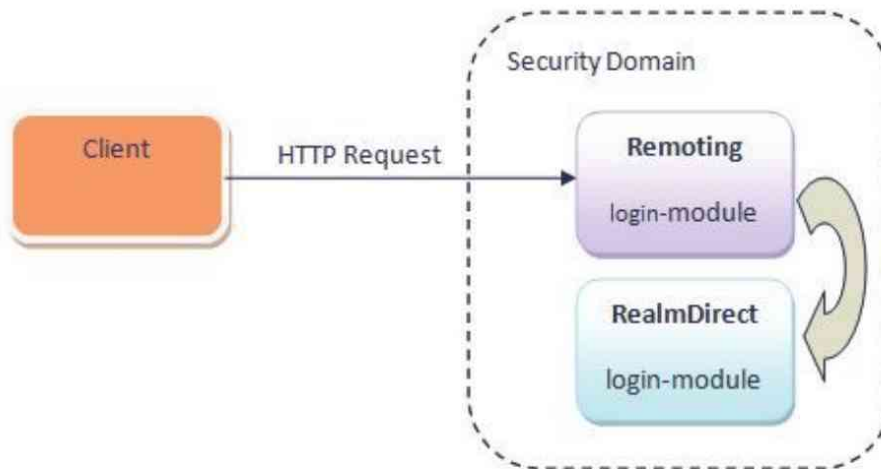 Security Domain
Client
HTTP Request
Remoting
login-module
RealmDirect
login-module